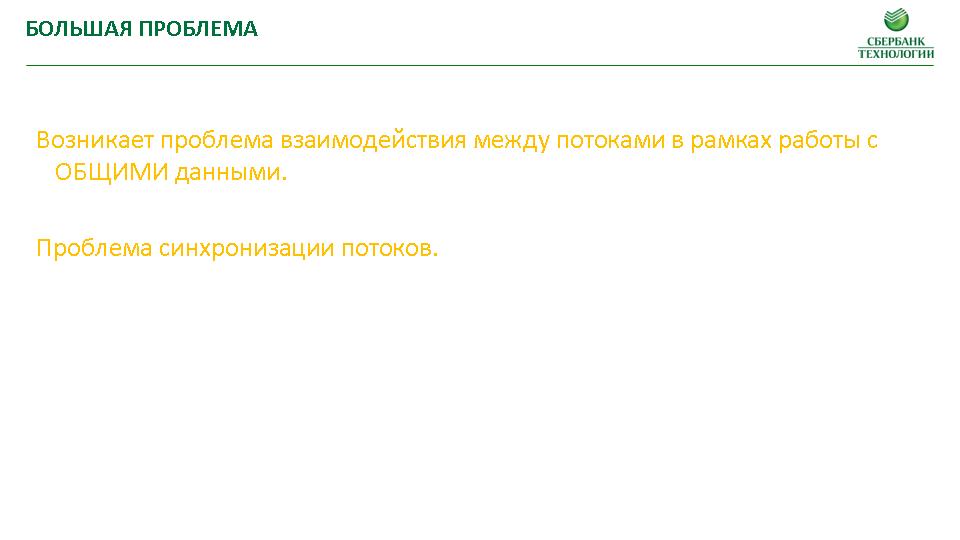 БОЛЬШАЯ ПРОБЛЕМА
СБЕРБАНК
ТЕХНОЛОГИИ
Возникает проблема взаимодействия между потоками в рамках работы с
ОБЩИМИ данными.
Проблема синхронизации потоков.